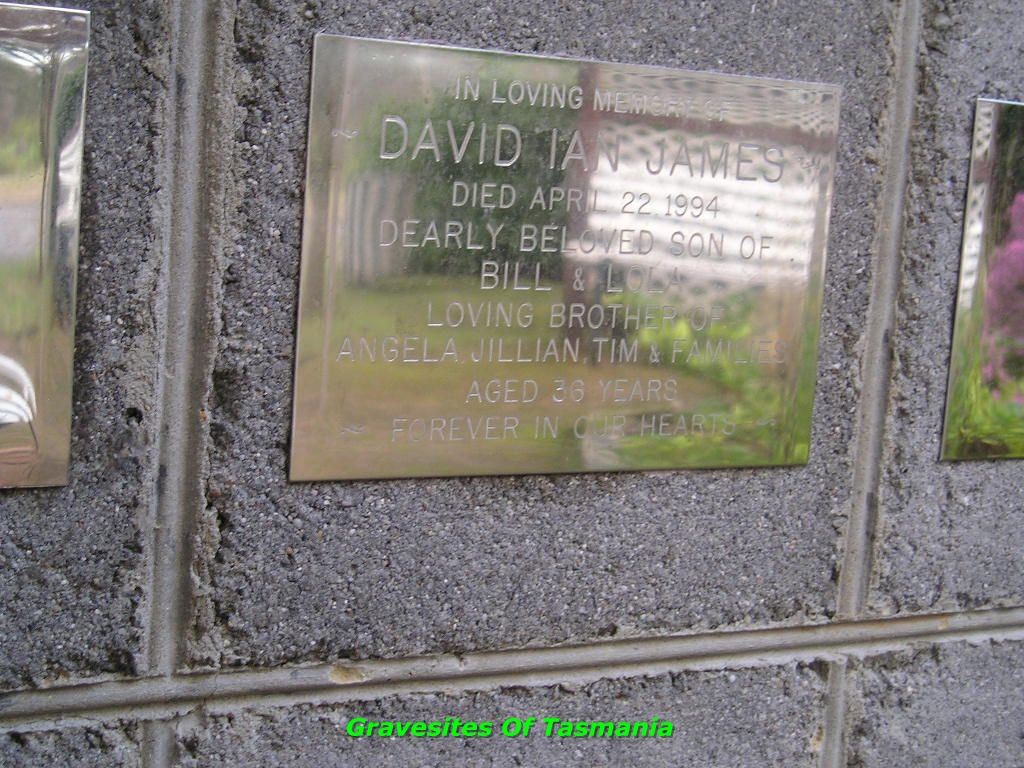 IN LOVING MEMORY OF
~ DAVID IAN JAMES ~
DIED APRIL 22. 1994
DEARLY BELOVED SON OF
BILL & LOLA
LOVING BROTHER OF
ANGELA, JILLIAN, TIM & FAMILIES
AGED 36 YEARS
~ FOREVER IN OUR HEARTS ~
Gravesites Of Tasmania